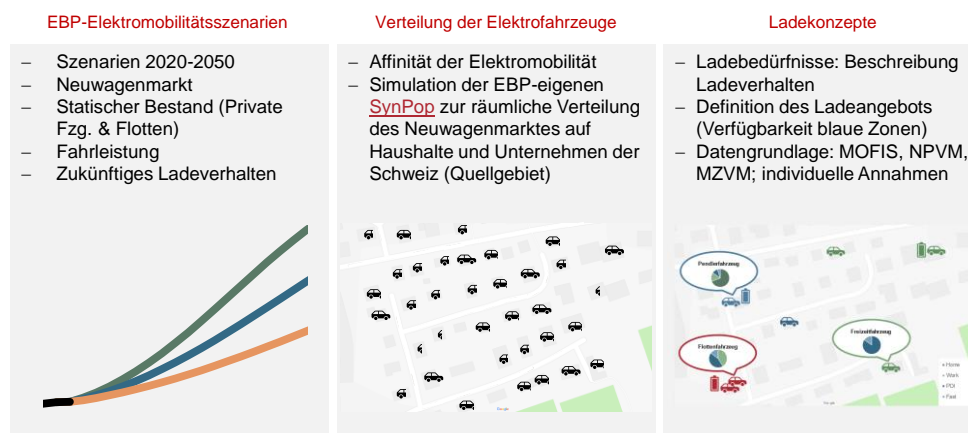 EBP-Elektromobilitätsszenarien
– Szenarien 2020-2050
– Neuwagenmarkt
– Statischer Bestand (Private
Fzg. & Flotten)
– Fahrleistung
– Zukünftiges Ladeverhalten
Verteilung der Elektrofahrzeuge
– Affinität der Elektromobilität
– Simulation der EBP-eigenen
SynPop zur räumliche Verteilung
des Neuwagenmarktes auf
Haushalte und Unternehmen der
Schweiz (Quellgebiet)
Google
Ladekonzepte
– Ladebedürfnisse: Beschreibung
Ladeverhalten
– Definition des Ladeangebots
(Verfügbarkeit blaue Zonen)
– Datengrundlage: MOFIS, NPVM,
MZVM; individuelle Annahmen
Pendlerfahrzeug
Freizeitfahrzeug
Flottenfahrzeug
Home
Work
POI
Fast
Google